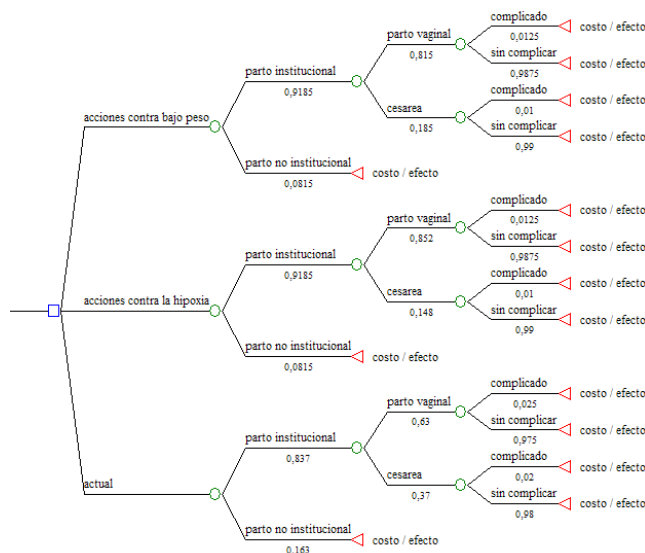 complicado
costo / efecto
parto vaginal
0,0125
sin complicar
costo / efecto
0,815
0,9875
parto institucional
complicado
costo / efecto
0,9185
cesarea
0,01
sin complicar
costo / efecto
acciones contra bajo peso
0,185
0,99
parto no institucional
costo / efecto
0,0815
complicado
costo / efecto
parto vaginal
0,0125
sin complicar
costo / efecto
0,852
0,9875
parto institucional
complicado
costo / efecto
0,9185
cesarea
0,01
sin complicar
costo / efecto
acciones contra la hipoxia
0,148
0,99
parto no institucional
costo / efecto
0,0815
complicado
costo / efecto
parto vaginal
0,025
sin complicar
costo / efecto
0,63
0,975
parto institucional
complicado
costo / efecto
0,837
cesarea
0,02
sin complicar
costo / efecto
actual
0,37
0,98
parto no institucional
costo / efecto
0,163